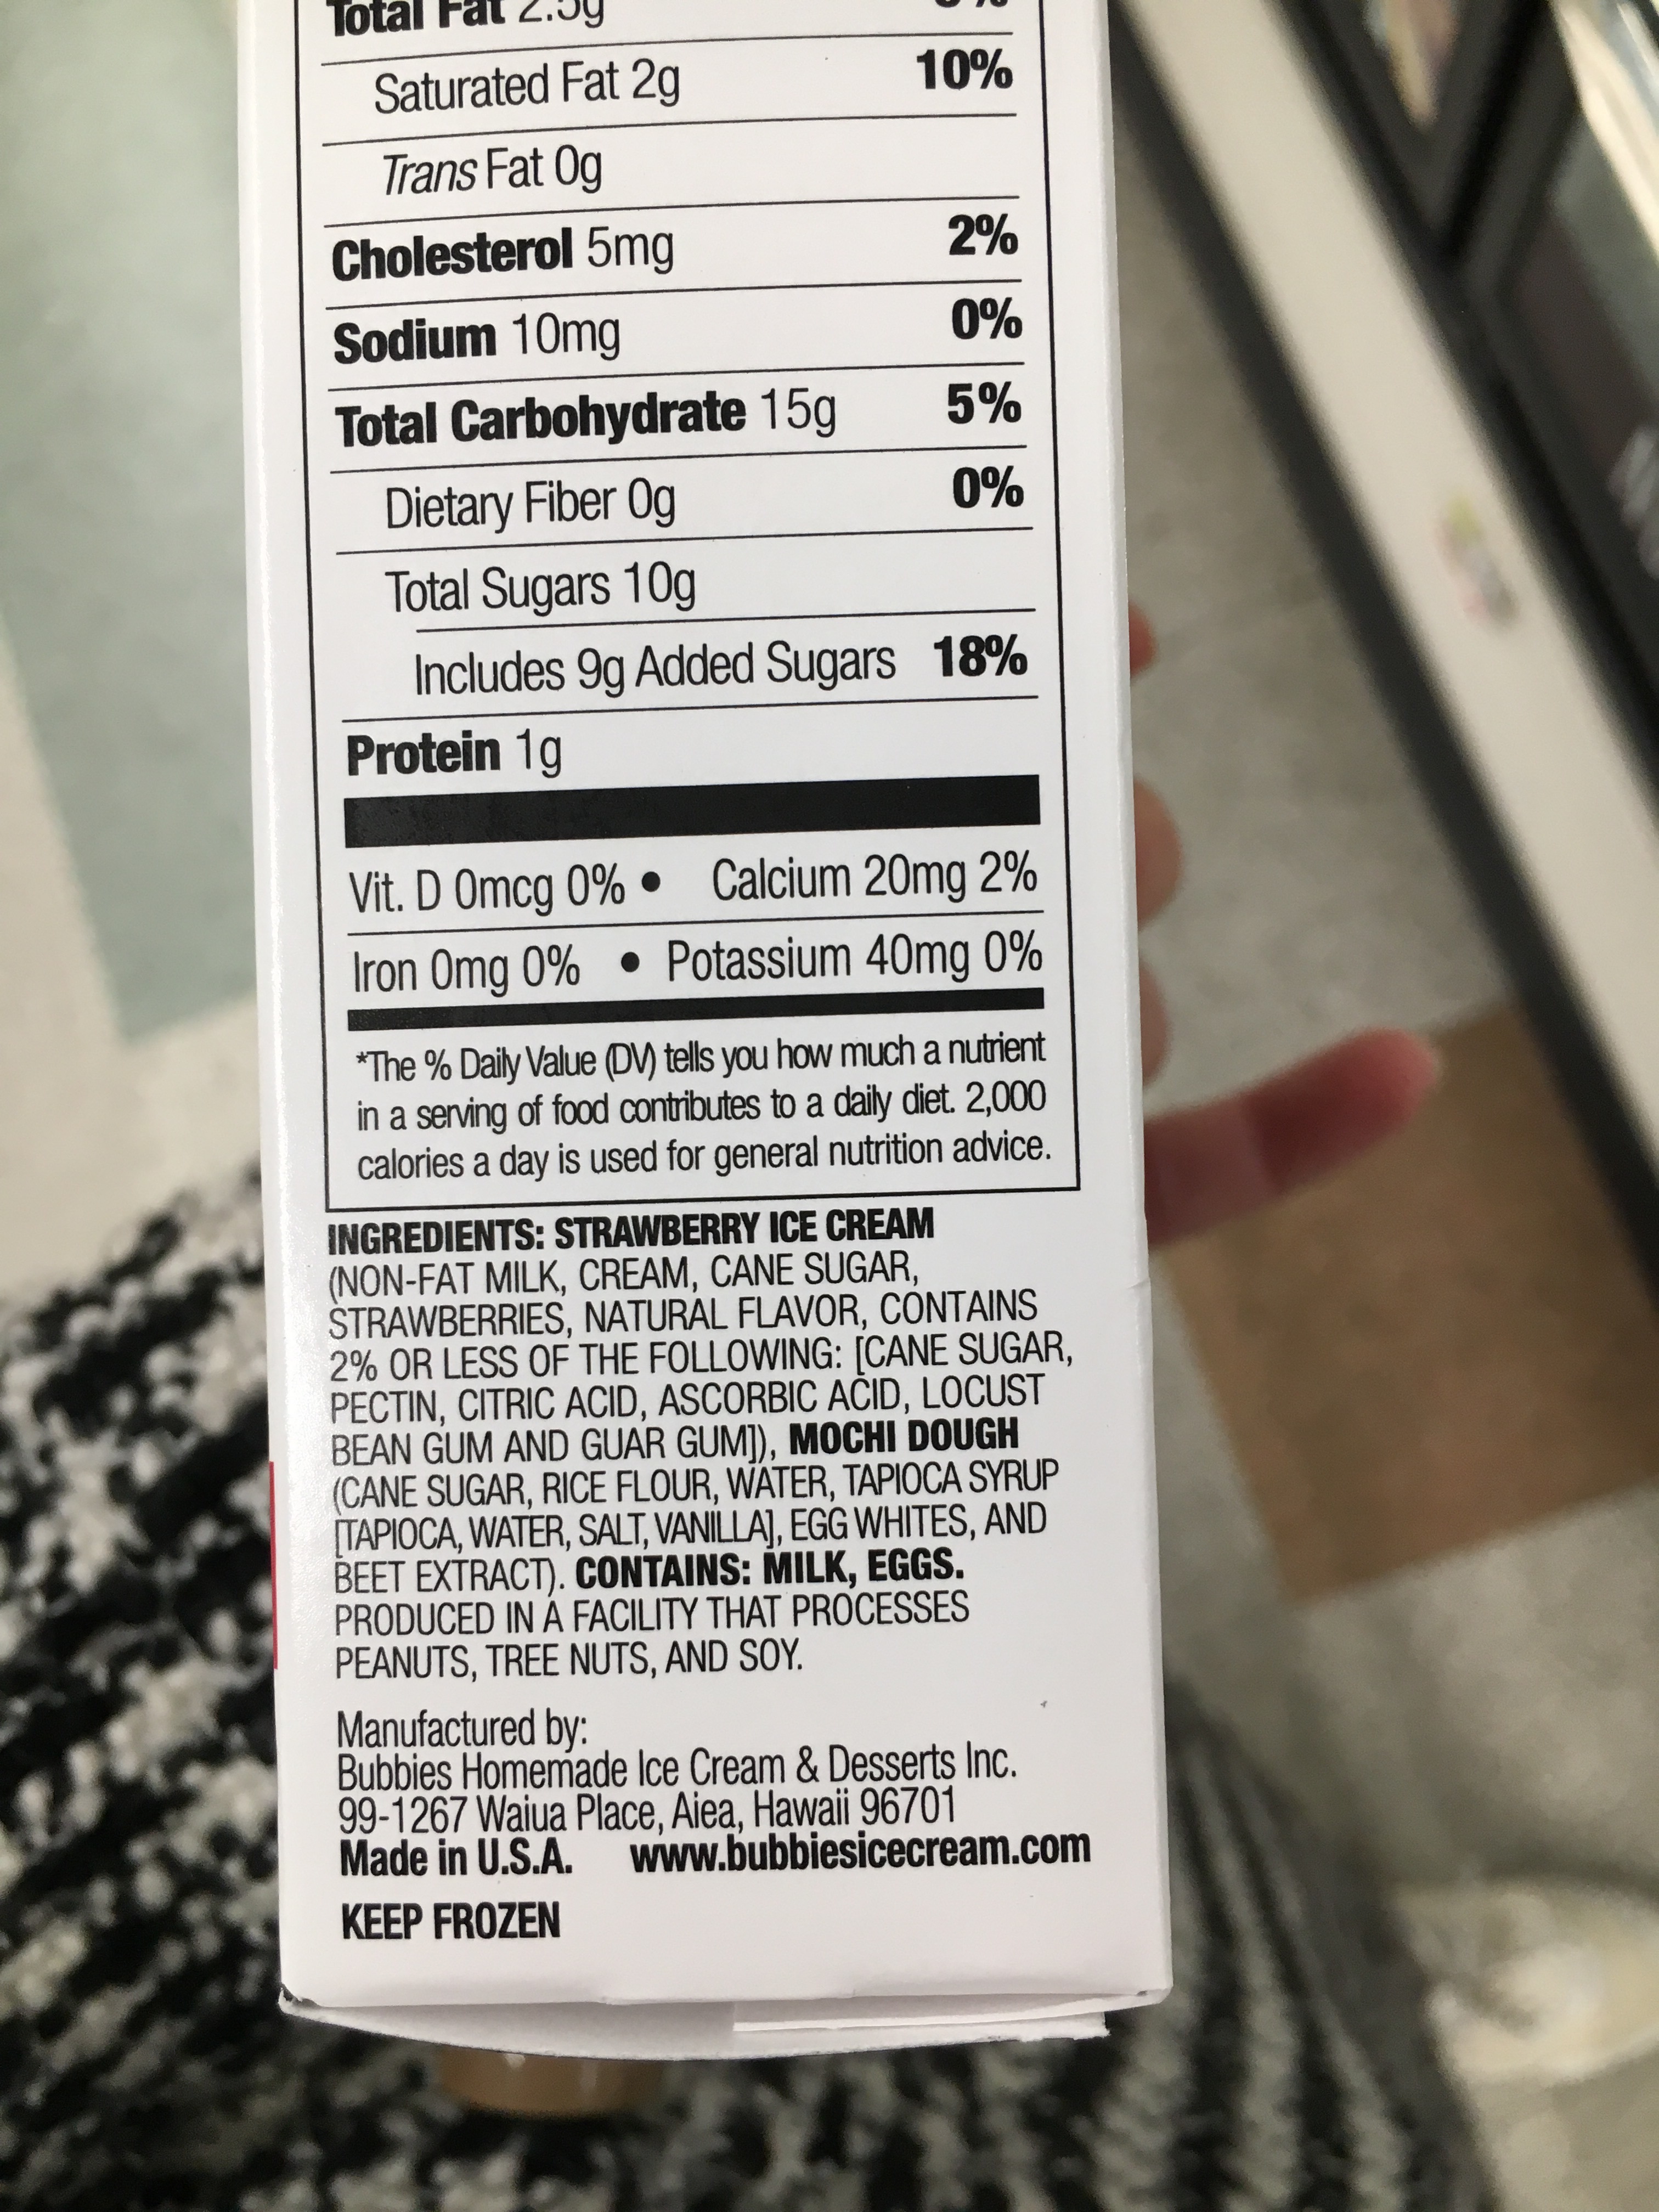 Total Fat 2.5g
Saturated Fat 2g 10%
Trans Fat 0g
Cholesterol 5mg 2%
Sodium 10mg 0%
Total Carbohydrate 15g 5%
Dietary Fiber 0g 0%
Total Sugars 10g
Includes 9g Added Sugars 18%
Protein 1g
Vit. D 0mcg 0% • Calcium 20mg 2%
Iron 0mg 0% • Potassium 40mg 0%
*The % Daily Value (DV) tells you how much a nutrient
in a serving of food contributes to a daily diet. 2,000
calories a day is used for general nutrition advice.
INGREDIENTS: STRAWBERRY ICE CREAM
(NON-FAT MILK, CREAM, CANE SUGAR,
STRAWBERRIES, NATURAL FLAVOR, CONTAINS
2% OR LESS OF THE FOLLOWING: [CANE SUGAR,
PECTIN, CITRIC ACID, ASCORBIC ACID, LOCUST
BEAN GUM AND GUAR GUM]), MOCHI DOUGH
(CANE SUGAR, RICE FLOUR, WATER, TAPIOCA SYRUP
[TAPIOCA, WATER, SALT, VANILLA], EGG WHITES, AND
BEET EXTRACT). CONTAINS: MILK, EGGS.
PRODUCED IN A FACILITY THAT PROCESSES
PEANUTS, TREE NUTS, AND SOY.
Manufactured by:
Bubbies Homemade Ice Cream & Desserts Inc.
99-1267 Waiua Place, Aiea, Hawaii 96701
Made in U.S.A. www.bubbiesicecream.com
KEEP FROZEN